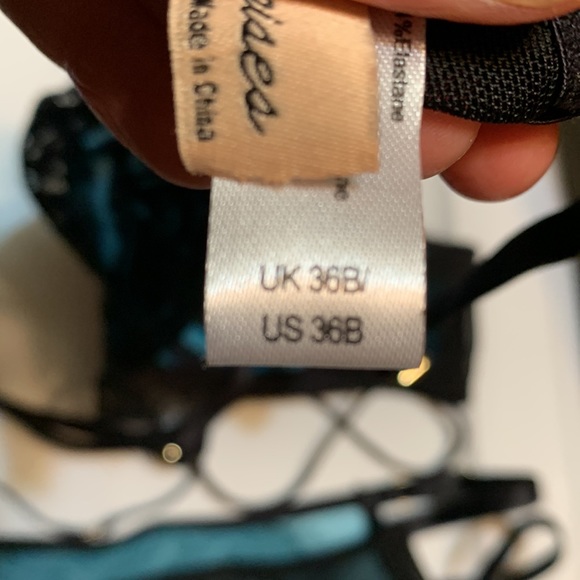 Made in China
%Elastane
UK 36B/
US 36B